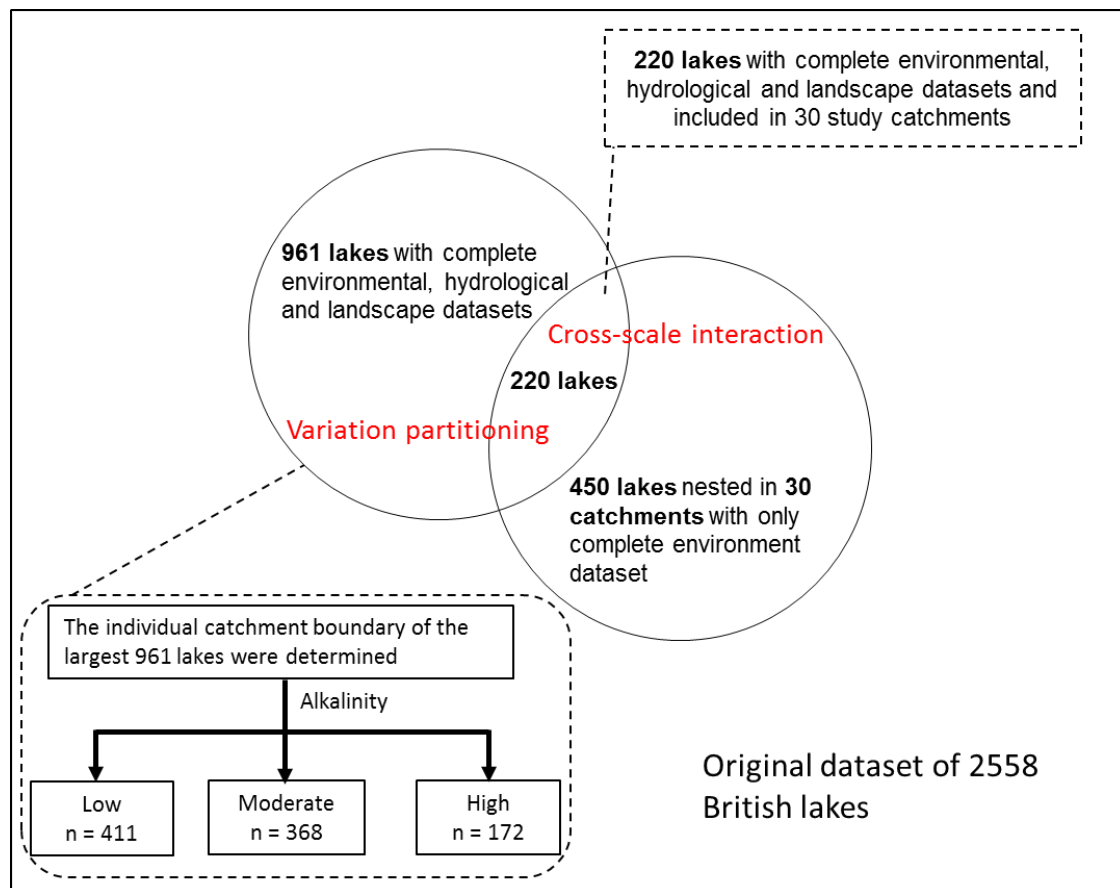 220 lakes with complete environmental,
hydrological and landscape datasets and
included in 30 study catchments
961 lakes with complete
environmental, hydrological
and landscape datasets
Cross-scale interaction
220 lakes
Variation partitioning
450 lakes nested in 30
catchments with only
complete environment
dataset
The individual catchment boundary of the
largest 961 lakes were determined
Alkalinity
Low
n = 411
Moderate
n = 368
High
n = 172
Original dataset of 2558
British lakes